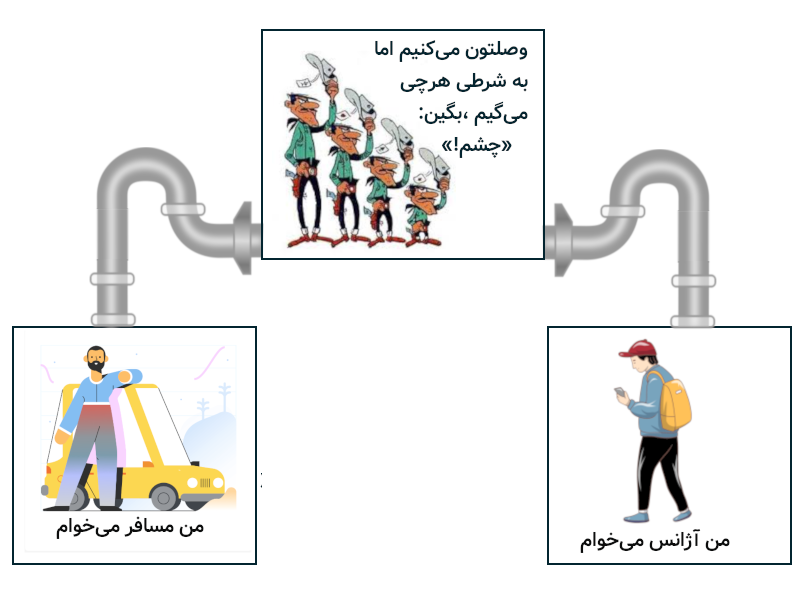 وصلتون می‌کنیم اما
به شرطی هرچی
می‌گیم ،بگین:
«چشم!»
من مسافر می‌خوام
من آژانس می‌خوام